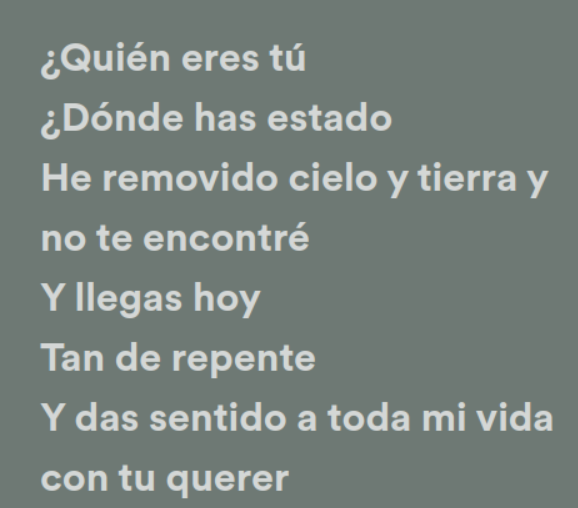 ¿Quién eres tú
¿Dónde has estado
He removido cielo y tierra y
no te encontré
Y llegas hoy
Tan de repente
Y das sentido a toda mi vida
con tu querer